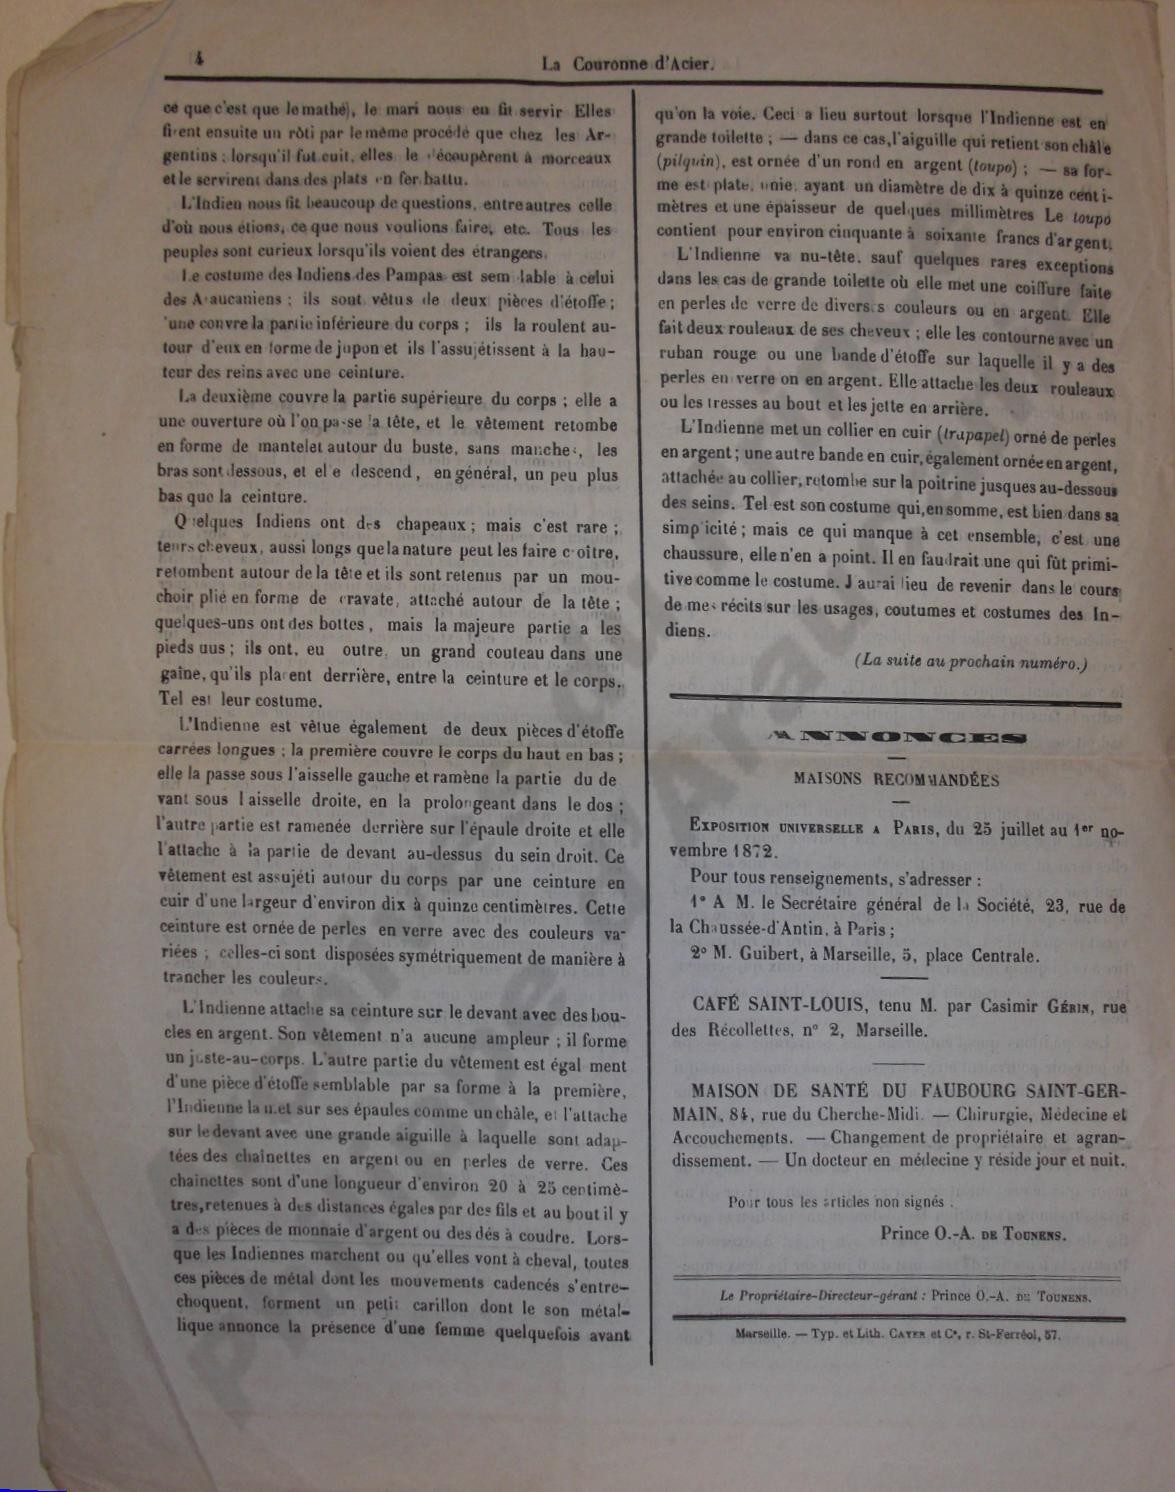 4
La Couronne d'Acier.
ce que c'est que le mathé), le mari nous en fit servir Elles
firent ensuite un rôti par le même procédé que chez les Ar-
gentins ; lorsqu'il fut cuit, elles le découpèrent à morceaux
et le servirent dans des plats en fer battu.
L'Indien nous fit beaucoup de questions, entre autres celle
d'où nous étions, ce que nous voulions faire, etc. Tous les
peuples sont curieux lorsqu'ils voient des étrangers.
Le costume des Indiens des Pampas est semblable à celui
des Araucaniens ; ils sont vêtus de deux pièces d'étoffe ;
l'une couvre la partie inférieure du corps ; ils la roulent au-
tour d'eux en forme de jupon et ils l'assujétissent à la hau-
teur des reins avec une ceinture.
La deuxième couvre la partie supérieure du corps ; elle a
une ouverture où l'on passe la tête, et le vêtement retombe
en forme de mantelet autour du buste, sans manches, les
bras sont dessous, et elle descend, en général, un peu plus
bas que la ceinture.
Quelques Indiens ont des chapeaux ; mais c'est rare ;
leurs cheveux, aussi longs que la nature peut les faire croître,
retombent autour de la tête et ils sont retenus par un mou-
choir plié en forme de cravate, attaché autour de la tête ;
quelques-uns ont des bottes, mais la majeure partie a les
pieds uus ; ils ont, eu outre, un grand couteau dans une
gaîne, qu'ils placent derrière, entre la ceinture et le corps.
Tel est leur costume.
L'Indienne est vêtue également de deux pièces d'étoffe
carrées longues ; la première couvre le corps du haut en bas ;
elle la passe sous l'aisselle gauche et ramène la partie du de
vant sous l aisselle droite, en la prolongeant dans le dos ;
l'autre partie est ramenée derrière sur l'épaule droite et elle
l'attache à la partie de devant au-dessus du sein droit. Ce
vêtement est assujéti autour du corps par une ceinture en
cuir d'une largeur d'environ dix à quinze centimètres. Cette
ceinture est ornée de perles en verre avec des couleurs va-
riées ; celles-ci sont disposées symétriquement de manière à
trancher les couleurs.
L'Indienne attache sa ceinture sur le devant avec des bou-
cles en argent. Son vêtement n'a aucune ampleur ; il forme
un juste-au-corps. L'autre partie du vêtement est égal ment
d'une pièce d'étoffe semblable par sa forme à la première,
l'Indienne la met sur ses épaules comme un châle, et l'attache
sur le devant avec une grande aiguille à laquelle sont adap-
tées des chaînettes en argent ou en perles de verre. Ces
chaînettes sont d'une longueur d'environ 20 à 25 centimè-
tres, retenues à des distances égales par des fils et au bout il y
a des pièces de monnaie d'argent ou des dés à coudre. Lors-
que les Indiennes marchent ou qu'elles vont à cheval, toutes
ces pièces de métal dont les mouvements cadencés s'entre-
choquent, forment un petit carillon dont le son métal-
lique annonce la présence d'une femme quelquefois avant
qu'on la voie. Ceci a lieu surtout lorsque l'Indienne est en
grande toilette ; — dans ce cas, l'aiguille qui retient son châle
(pilquin), est ornée d'un rond en argent (toupo) ; — sa for-
me est plate, unie, ayant un diamètre de dix à quinze centi-
mètres et une épaisseur de quelques millimètres Le toupo
contient pour environ cinquante à soixante francs d'argent.
L'Indienne va nu-tête, sauf quelques rares exceptions
dans les cas de grande toilette où elle met une coiffure faite
en perles de verre de diverses couleurs ou en argent. Elle
fait deux rouleaux de ses cheveux ; elle les contourne avec un
ruban rouge ou une bande d'étoffe sur laquelle il y a des
perles en verre on en argent. Elle attache les deux rouleaux
ou les tresses au bout et les jette en arrière.
L'Indienne met un collier en cuir (trapapel) orné de perles
en argent ; une autre bande en cuir, également ornée en argent,
attachée au collier, retombe sur la poitrine jusques au-dessous
des seins. Tel est son costume qui, en somme, est bien dans sa
simplicité ; mais ce qui manque à cet ensemble, c'est une
chaussure, elle n'en a point. Il en faudrait une qui fût primi-
tive comme le costume. J'aurai lieu de revenir dans le cours
de mes récits sur les usages, coutumes et costumes des In-
diens.
(La suite au prochain numéro.)
ANNONCES
MAISONS RECOMMANDÉES
EXPOSITION UNIVERSELLE A PARIS, du 25 juillet au 1er no-
vembre 1872.
Pour tous renseignements, s'adresser :
1° A M. le Secrétaire général de la Société, 23, rue de
la Chaussée-d'Antin, à Paris ;
2° M. Guibert, à Marseille, 5, place Centrale.
CAFÉ SAINT-LOUIS, tenu M. par Casimir GÉRIN, rue
des Récollettes, n° 2, Marseille.
MAISON DE SANTÉ DU FAUBOURG SAINT-GER-
MAIN, 84, rue du Cherche-Midi. — Chirurgie, Médecine et
Accouchements. — Changement de propriétaire et agran-
dissement. — Un docteur en médecine y réside jour et nuit.
Pour tous les articles non signés.
Prince O.-A. DE TOUNENS.
Le Propriétaire-Directeur-gérant : Prince O.-A. DE TOUNENS.
Marseille. — Typ. et Lith. CAYER et Ce, r. St-Ferréol, 57.